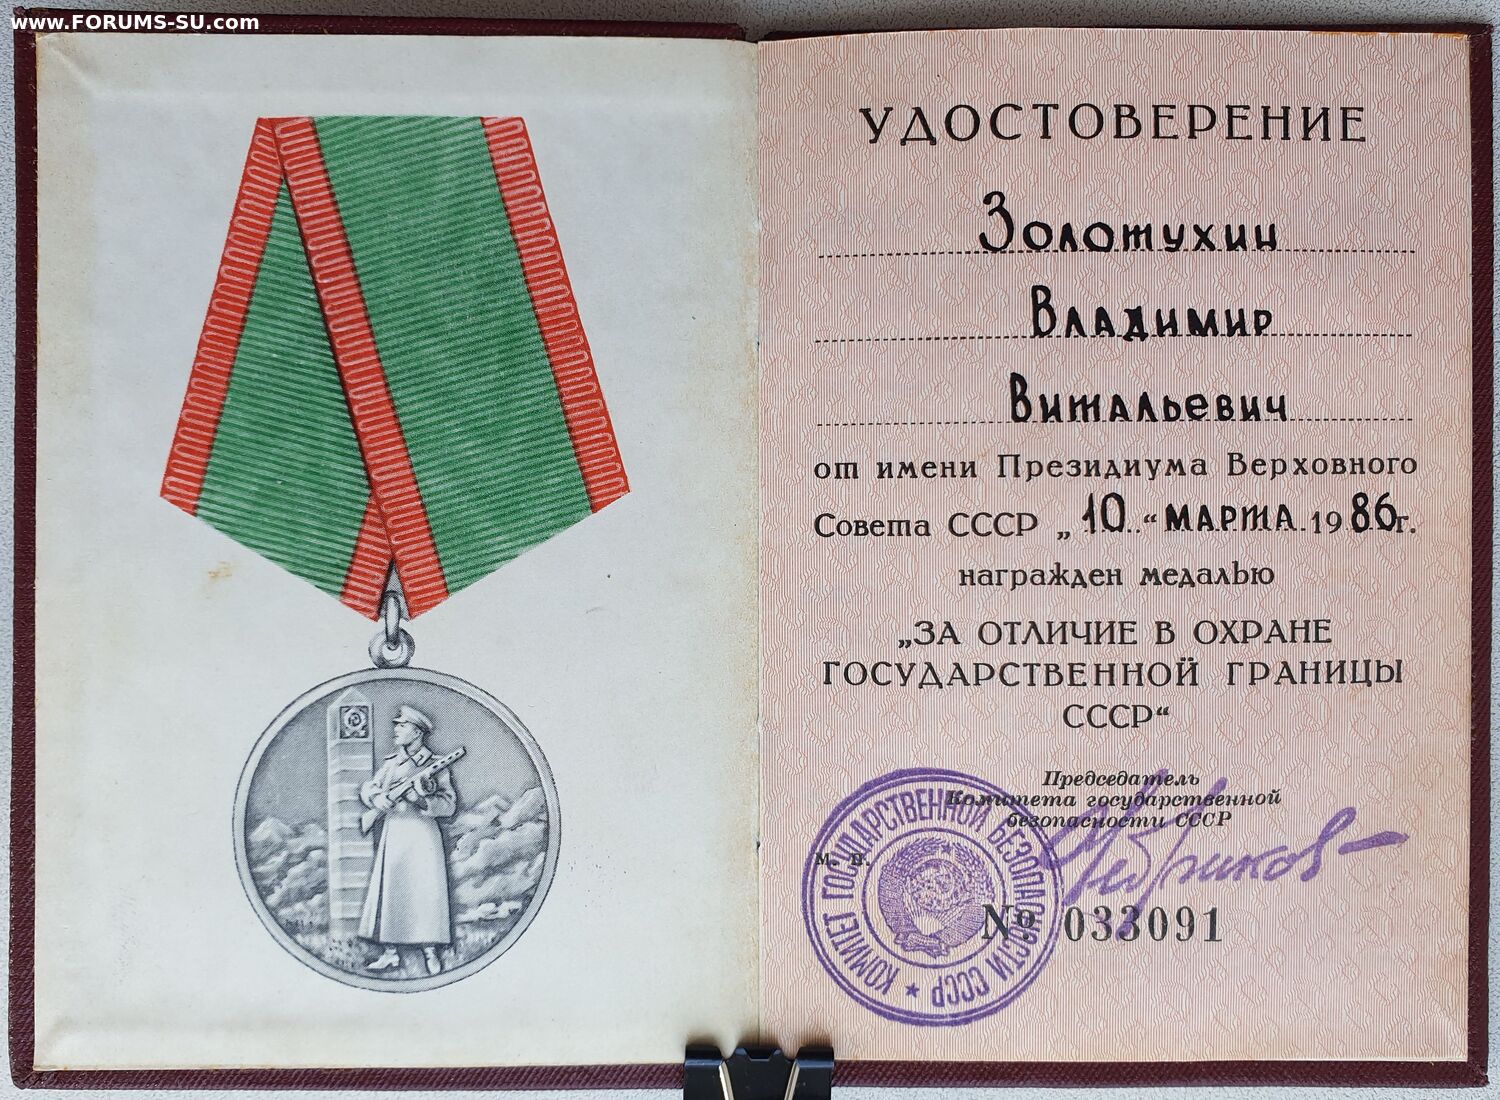 www.FORUMS-SU.com
УДОСТОВЕРЕНИЕ
Золотухин
Владимир
Витальевич
от имени Президиума Верховного
Совета СССР „10“ МАРТА 1986г.
награжден медалью
„ЗА ОТЛИЧИЕ В ОХРАНЕ
ГОСУДАРСТВЕННОЙ ГРАНИЦЫ
СССР“
Председатель
Комитета государственной
безопасности СССР
м. п.
КОМИТЕТ ГОСУДАРСТВЕННОЙ БЕЗОПАСНОСТИ СССР
№ 033091